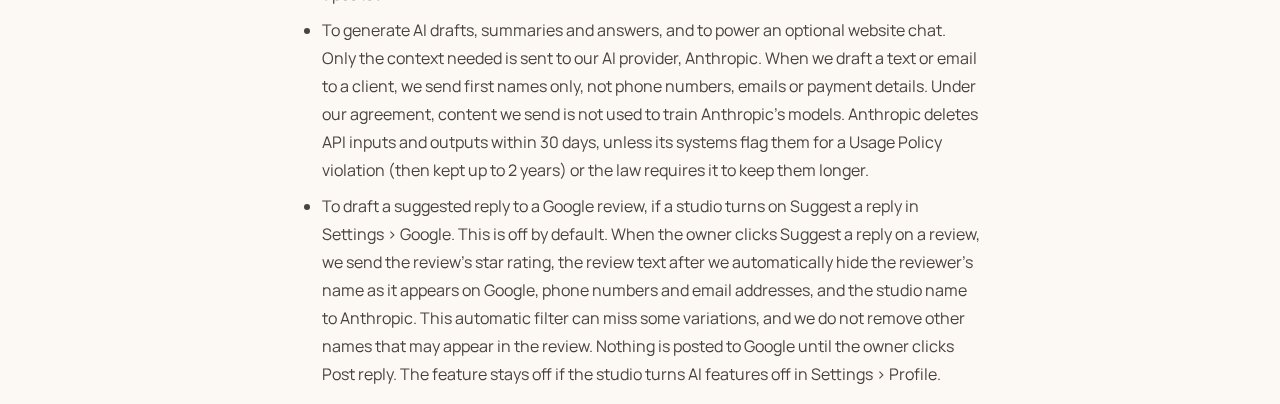 To generate AI drafts, summaries and answers, and to power an optional website chat.
Only the context needed is sent to our AI provider, Anthropic. When we draft a text or email
to a client, we send first names only, not phone numbers, emails or payment details. Under
our agreement, content we send is not used to train Anthropic’s models. Anthropic deletes
API inputs and outputs within 30 days, unless its systems flag them for a Usage Policy
violation (then kept up to 2 years) or the law requires it to keep them longer.
To draft a suggested reply to a Google review, if a studio turns on Suggest a reply in
Settings > Google. This is off by default. When the owner clicks Suggest a reply on a review,
we send the review’s star rating, the review text after we automatically hide the reviewer’s
name as it appears on Google, phone numbers and email addresses, and the studio name
to Anthropic. This automatic filter can miss some variations, and we do not remove other
names that may appear in the review. Nothing is posted to Google until the owner clicks
Post reply. The feature stays off if the studio turns AI features off in Settings > Profile.